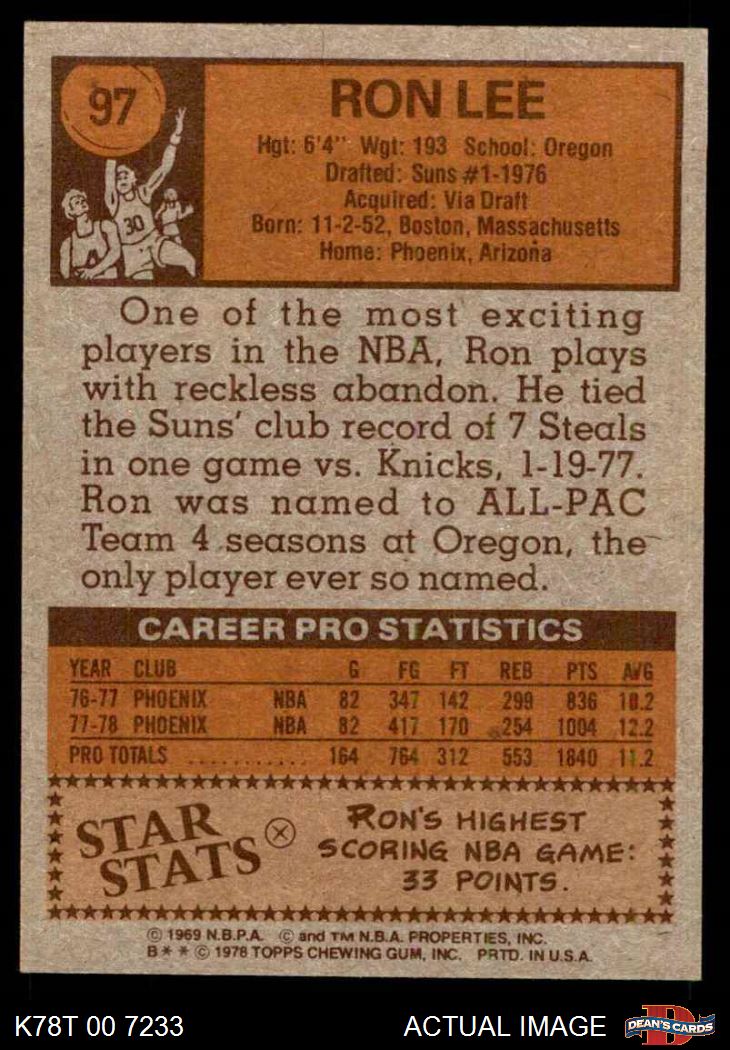 97
30
RON LEE
Hgt: 6'4" Wgt: 193 School: Oregon
Drafted: Suns #1-1976
Acquired: Via Draft
Born: 11-2-52, Boston, Massachusetts
Home: Phoenix, Arizona
One of the most exciting
players in the NBA, Ron plays
with reckless abandon. He tied
the Suns' club record of 7 Steals
in one game vs. Knicks, 1-19-77.
Ron was named to ALL-PAC
Team 4 seasons at Oregon, the
only player ever so named.
CAREER PRO STATISTICS
YEAR CLUB G FG FT REB PTS AVG
76-77 PHOENIX NBA 82 347 142 299 836 10.2
77-78 PHOENIX NBA 82 417 170 254 1004 12.2
PRO TOTALS ........... 164 764 312 553 1840 11.2
STAR
STATS
RON'S HIGHEST
SCORING NBA GAME:
33 POINTS.
© 1969 N.B.P.A. © and TM N.B.A. PROPERTIES, INC.
B * * © 1978 TOPPS CHEWING GUM, INC. PRTD. IN U.S.A.
K78T 00 7233
ACTUAL IMAGE
D
DEAN'S CARDS